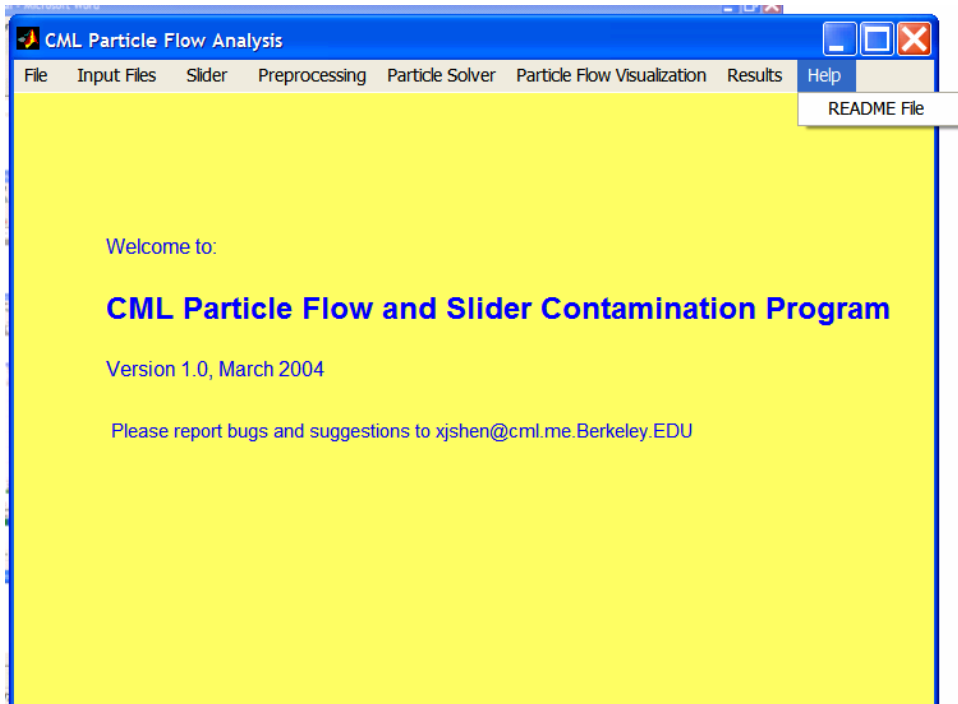 Microsoft Word
CML Particle Flow Analysis
File Input Files Slider Preprocessing Particle Solver Particle Flow Visualization Results Help
README File
Welcome to:
CML Particle Flow and Slider Contamination Program
Version 1.0, March 2004
Please report bugs and suggestions to xjshen@cml.me.Berkeley.EDU